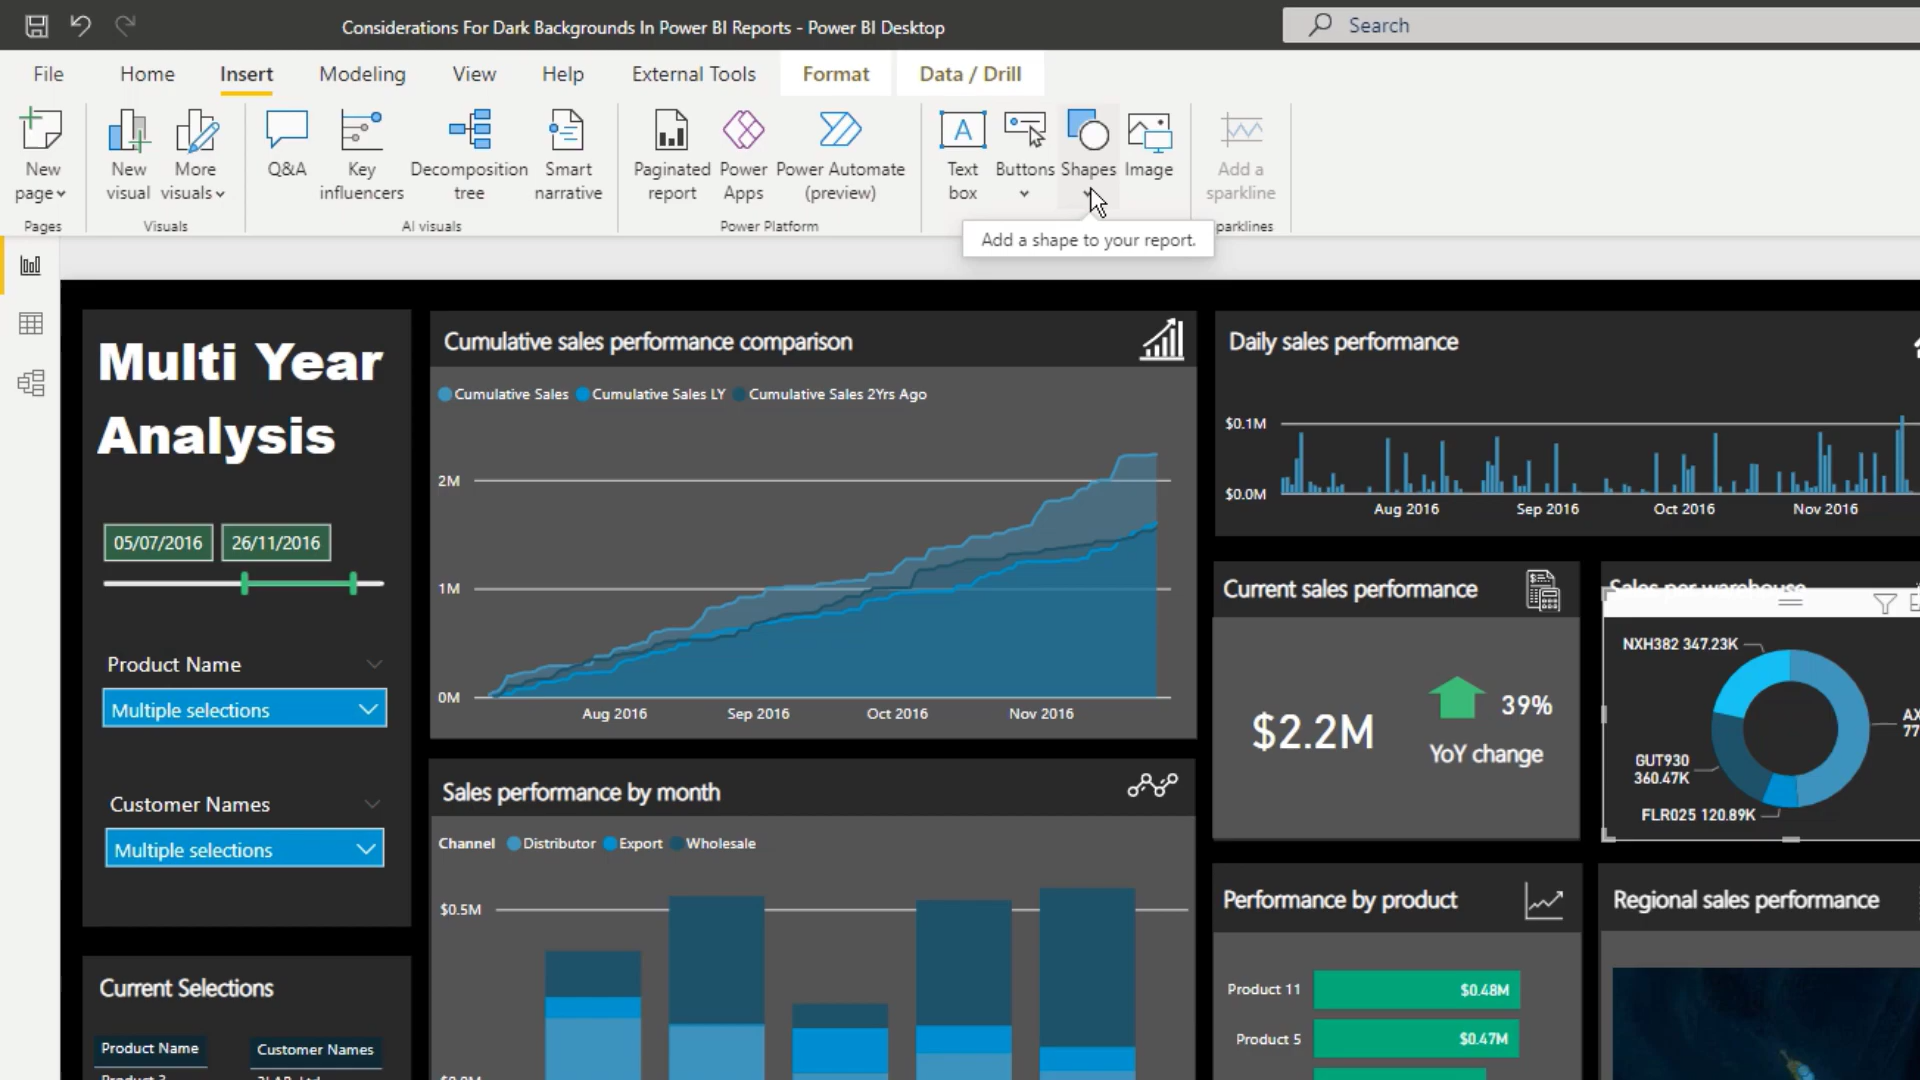 Considerations For Dark Backgrounds In Power BI Reports - Power BI Desktop
Search
File
Home
Insert
Modeling
View
Help
External Tools
Format
Data / Drill
New
page
New
visual
More
visuals
Q&A
Key
influencers
Decomposition
tree
Smart
narrative
Paginated
report
Power
Apps
Power Automate
(preview)
Text
box
Buttons
Shapes
Image
Add a
sparkline
Pages
Visuals
AI visuals
Power Platform
parklines
Add a shape to your report.
Multi Year
Analysis
05/07/2016
26/11/2016
Product Name
Multiple selections
Customer Names
Multiple selections
Current Selections
Product Name
Customer Names
Cumulative sales performance comparison
Cumulative Sales
Cumulative Sales LY
Cumulative Sales 2Yrs Ago
2M
1M
0M
Aug 2016
Sep 2016
Oct 2016
Nov 2016
Sales performance by month
Channel
Distributor
Export
Wholesale
$0.5M
Daily sales performance
$0.1M
$0.0M
Aug 2016
Sep 2016
Oct 2016
Nov 2016
Current sales performance
$2.2M
39%
YoY change
Sales per warehouse
NXH382 347.23K
AX
77
GUT930
360.47K
FLR025 120.89K
Performance by product
Product 11
$0.48M
Product 5
$0.47M
Regional sales performance